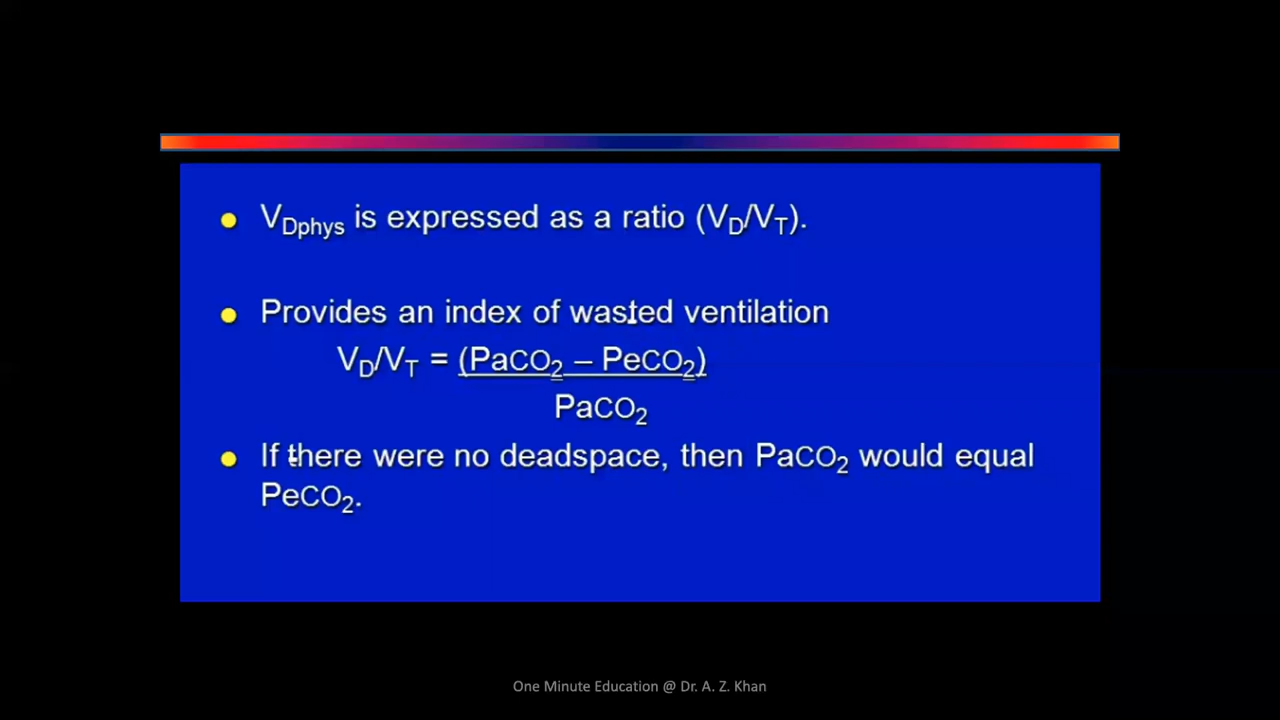 V_Dphys is expressed as a ratio (V_D/V_T).
Provides an index of wasted ventilation
V_D/V_T = (PaCO₂ – PeCO₂)
PaCO₂
If there were no deadspace, then PaCO₂ would equal
PeCO₂.
One Minute Education @ Dr. A. Z. Khan